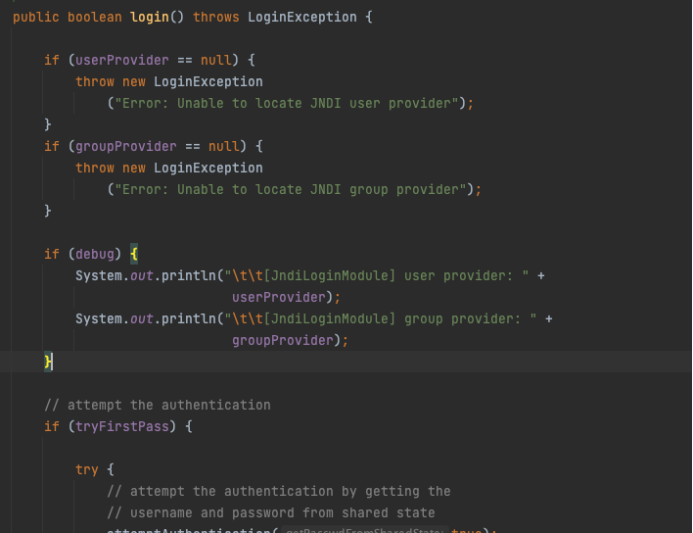 public boolean login() throws LoginException {
if (userProvider == null) {
throw new LoginException
("Error: Unable to locate JNDI user provider");
}
if (groupProvider == null) {
throw new LoginException
("Error: Unable to locate JNDI group provider");
}
if (debug) {
System.out.println("\t\t[JndiLoginModule] user provider: " +
userProvider);
System.out.println("\t\t[JndiLoginModule] group provider: " +
groupProvider);
}
// attempt the authentication
if (tryFirstPass) {
try {
// attempt the authentication by getting the
// username and password from shared state
attemptAuthentication( getPasswdFromSharedState: true);